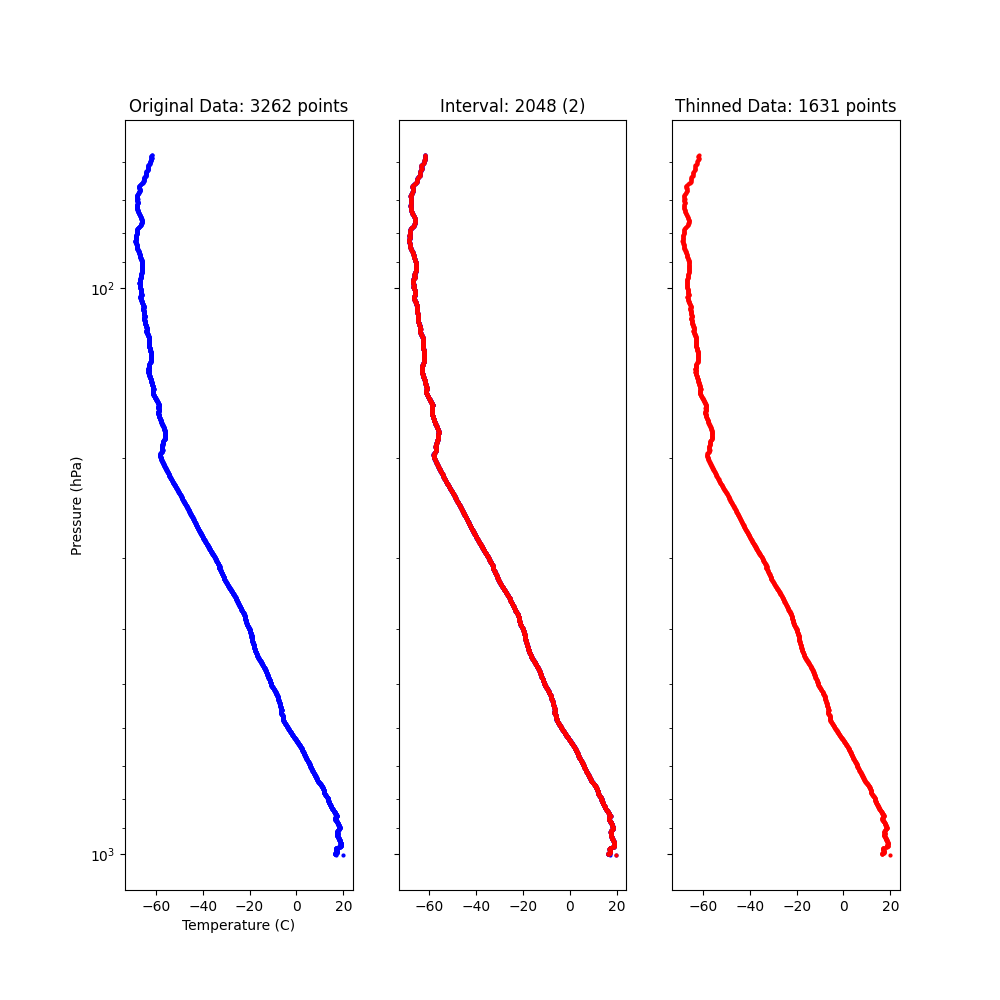 Original Data: 3262 points
Interval: 2048 (2)
Thinned Data: 1631 points
Pressure (hPa)
10²
10³
−60 −40 −20 0 20
−60 −40 −20 0 20
−60 −40 −20 0 20
Temperature (C)